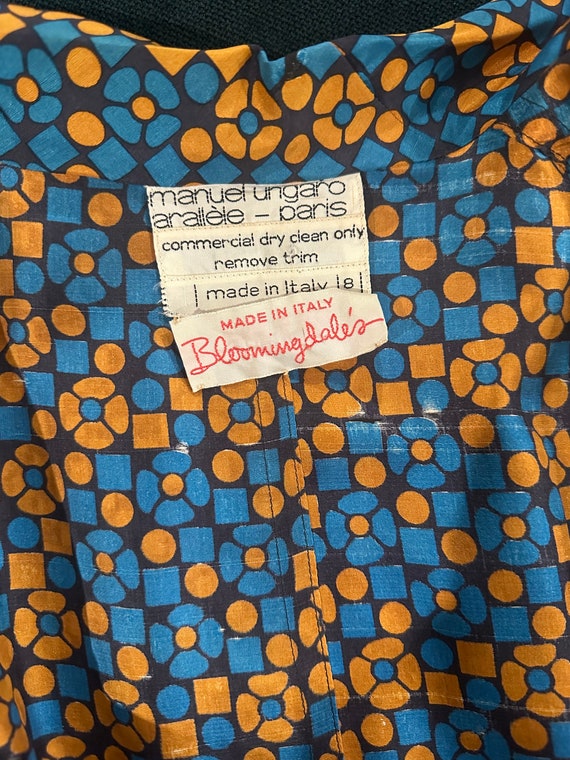 manuel ungaro
arallèle – paris
commercial dry clean only
remove trim
| made in Italy | 8 |
MADE IN ITALY
Bloomingdale's